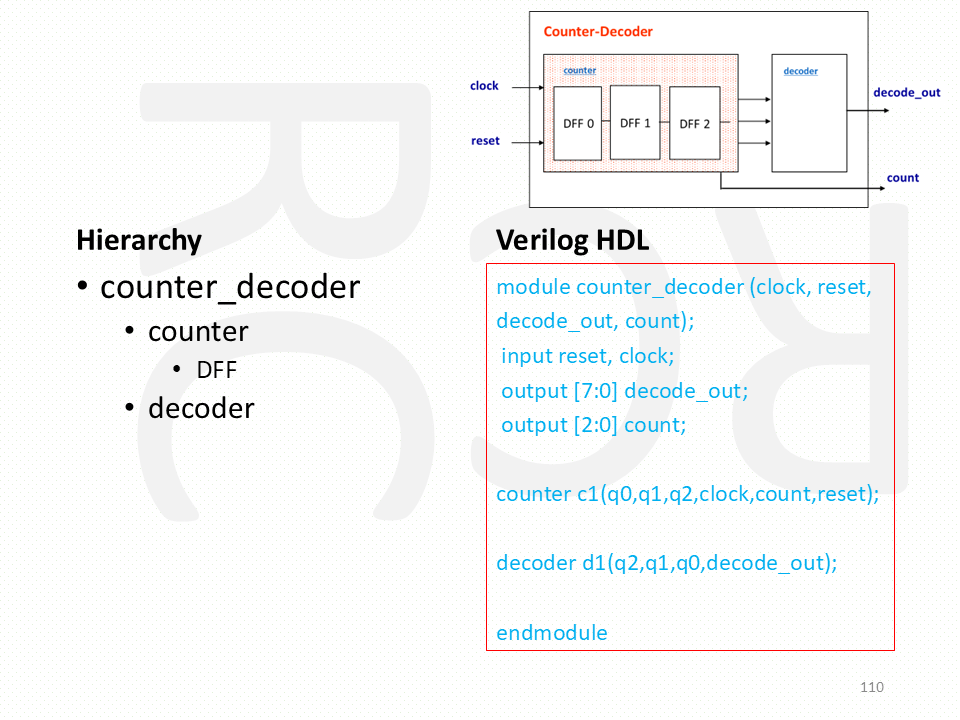 Counter-Decoder
counter
decoder
clock
decode_out
DFF 0
DFF 1
DFF 2
reset
count
Hierarchy
• counter_decoder
• counter
• DFF
• decoder
Verilog HDL
module counter_decoder (clock, reset,
decode_out, count);
input reset, clock;
output [7:0] decode_out;
output [2:0] count;
counter c1(q0,q1,q2,clock,count,reset);
decoder d1(q2,q1,q0,decode_out);
endmodule
110
RC
RC